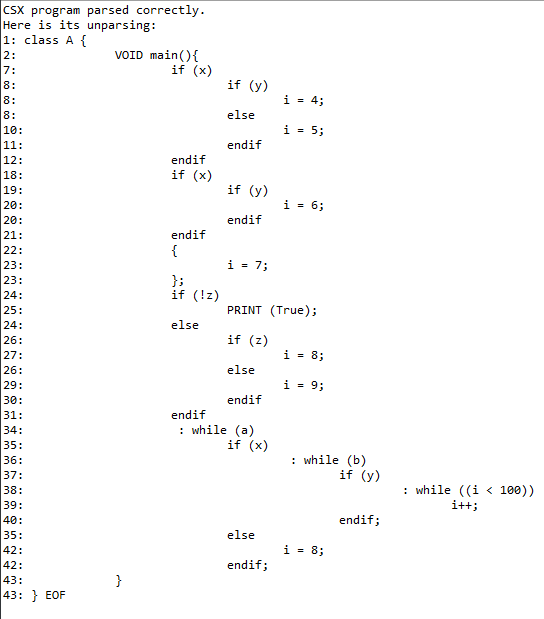 CSX program parsed correctly.
Here is its unparsing:
1: class A {
2: VOID main(){
7: if (x)
8: if (y)
8: i = 4;
8: else
10: i = 5;
11: endif
12: endif
18: if (x)
19: if (y)
20: i = 6;
20: endif
21: endif
22: {
23: i = 7;
23: };
24: if (!z)
25: PRINT (True);
24: else
26: if (z)
27: i = 8;
26: else
29: i = 9;
30: endif
31: endif
34: : while (a)
35: if (x)
36: : while (b)
37: if (y)
38: : while ((i < 100))
39: i++;
40: endif;
35: else
42: i = 8;
42: endif;
43: }
43: } EOF